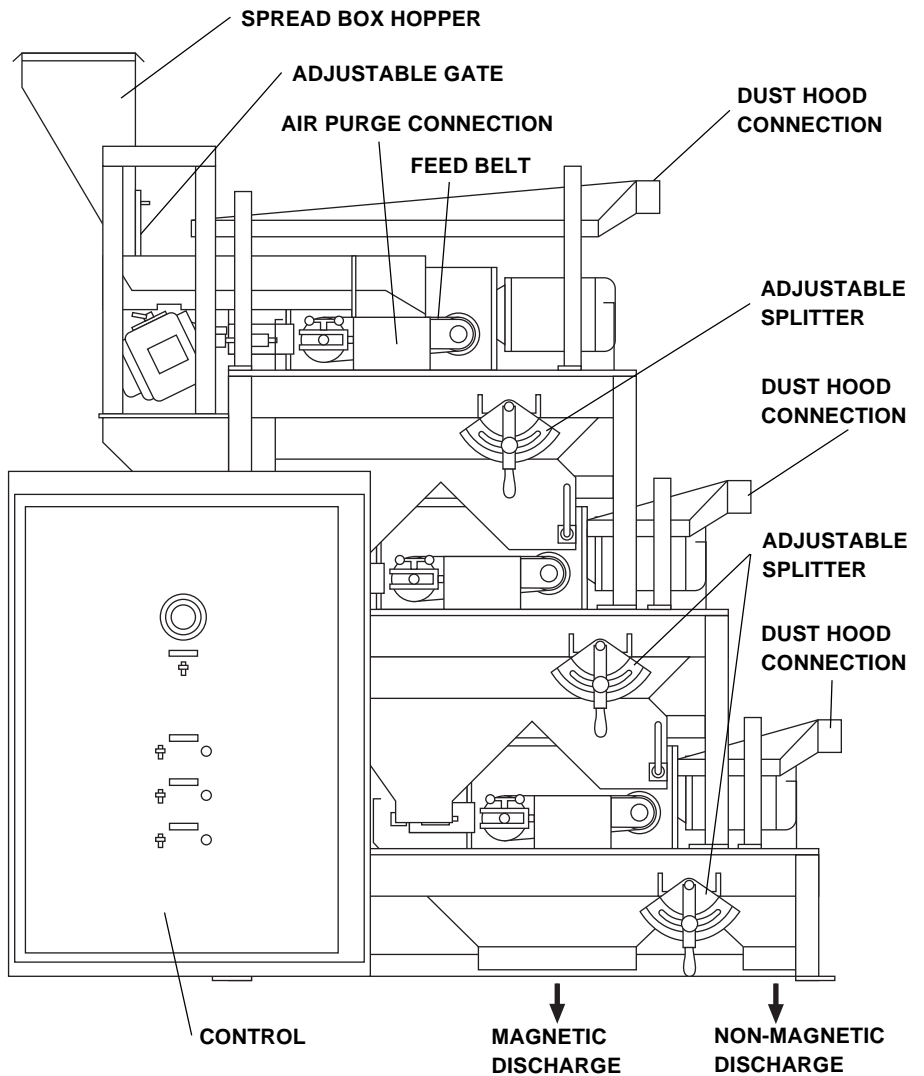 SPREAD BOX HOPPER
ADJUSTABLE GATE
AIR PURGE CONNECTION
FEED BELT
DUST HOOD
CONNECTION
ADJUSTABLE
SPLITTER
DUST HOOD
CONNECTION
ADJUSTABLE
SPLITTER
DUST HOOD
CONNECTION
CONTROL
MAGNETIC
DISCHARGE
NON-MAGNETIC
DISCHARGE